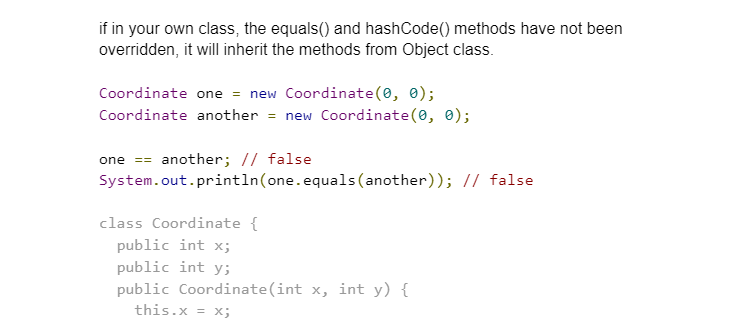 if in your own class, the equals() and hashCode() methods have not been
overridden, it will inherit the methods from Object class.
Coordinate one = new Coordinate(0, 0);
Coordinate another = new Coordinate(0, 0);
one == another; // false
System.out.println(one.equals(another)); // false
class Coordinate {
public int x;
public int y;
public Coordinate(int x, int y) {
this.x = x;